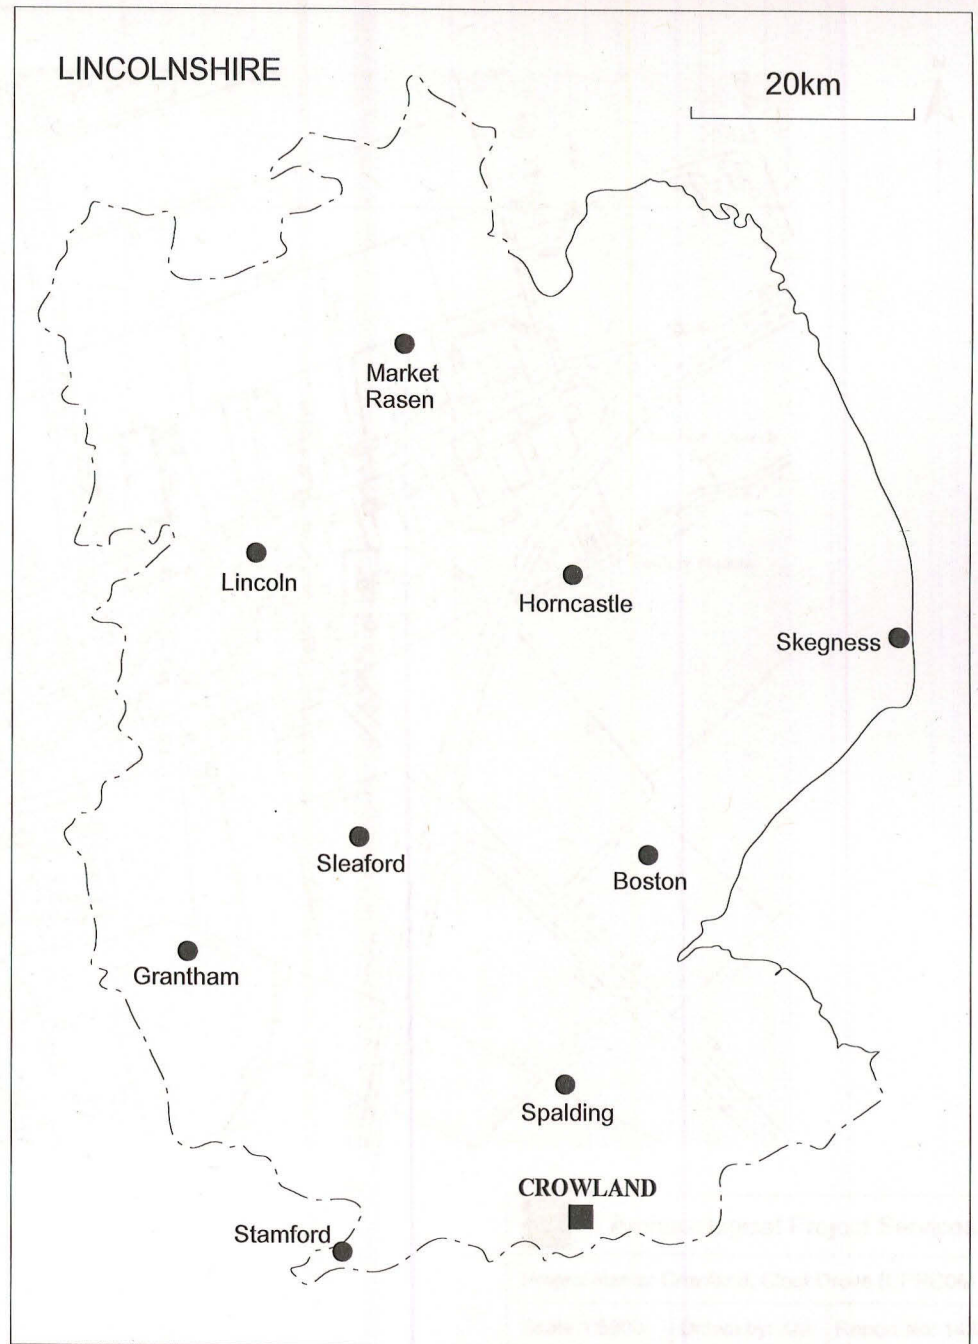 LINCOLNSHIRE
20km
Market
Rasen
Lincoln
Horncastle
Skegness
Sleaford
Boston
Grantham
Spalding
CROWLAND
Stamford